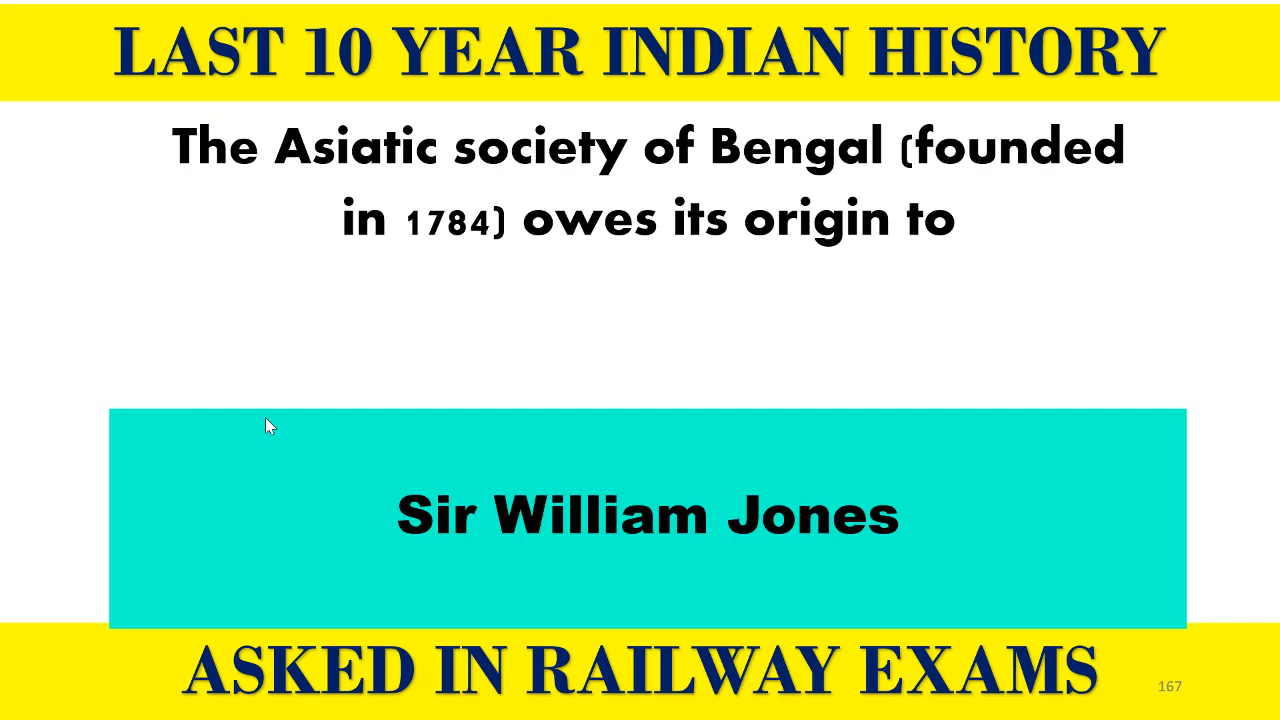 LAST 10 YEAR INDIAN HISTORY
The Asiatic society of Bengal (founded
in 1784) owes its origin to
Sir William Jones
ASKED IN RAILWAY EXAMS
167